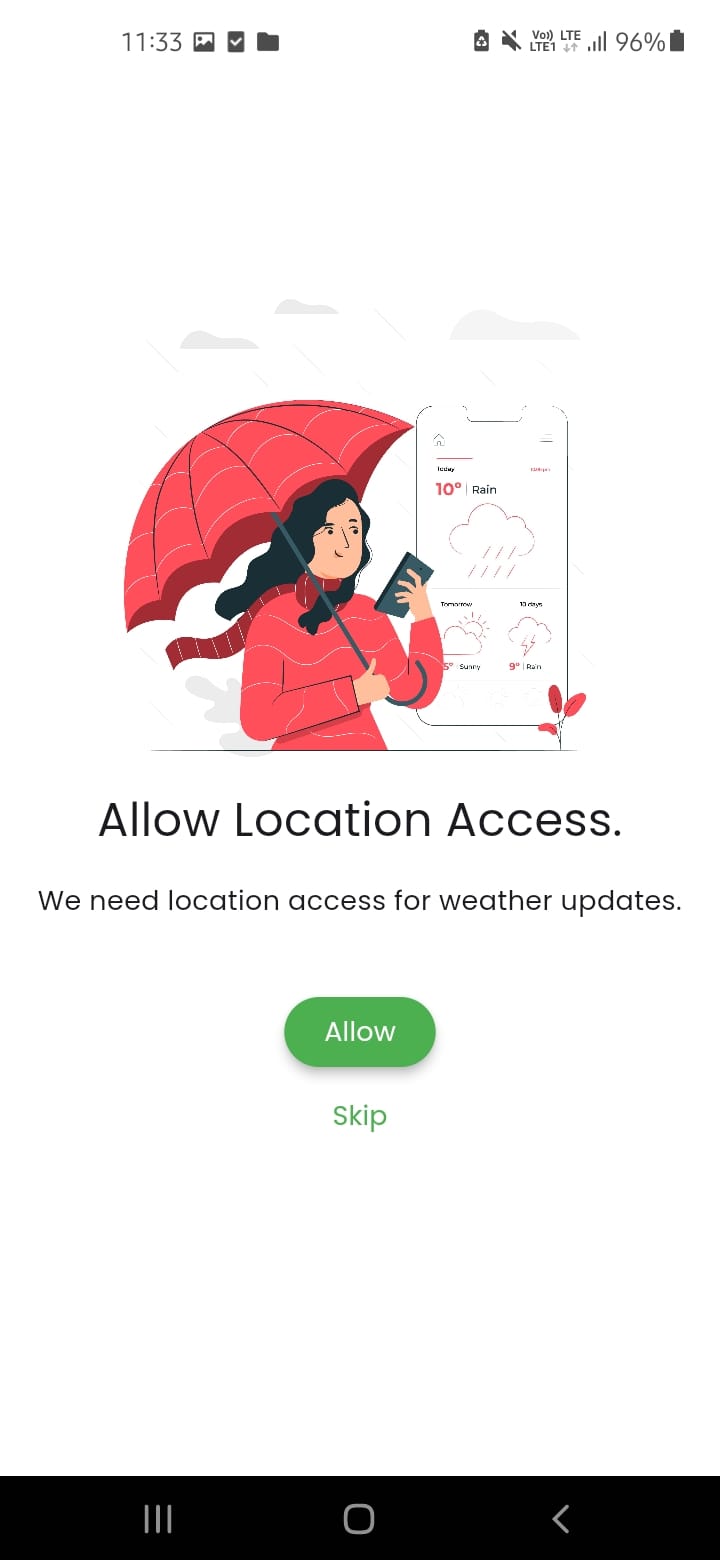 11:33
Vo)) LTE
LTE1
96%
Today
10° Rain
Tomorrow
10 days
5° Sunny
9° Rain
Allow Location Access.
We need location access for weather updates.
Allow
Skip